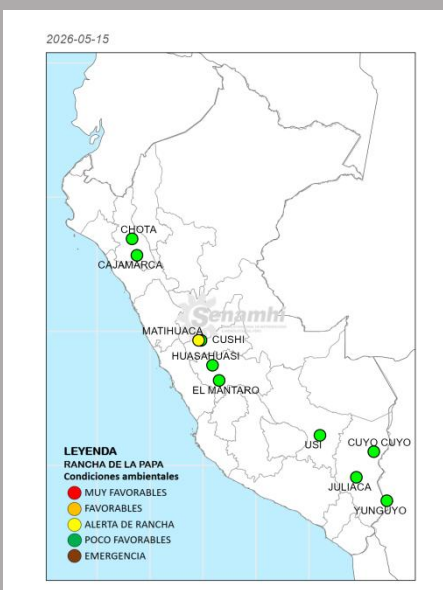 2026-05-15
CHOTA
CAJAMARCA
Senamhi
MATIHUACA
CUSHI
HUASAHUASI
EL MANTARO
USI
CUYO CUYO
JULIACA
YUNGUYO
LEYENDA
RANCHA DE LA PAPA
Condiciones ambientales
MUY FAVORABLES
FAVORABLES
ALERTA DE RANCHA
POCO FAVORABLES
EMERGENCIA